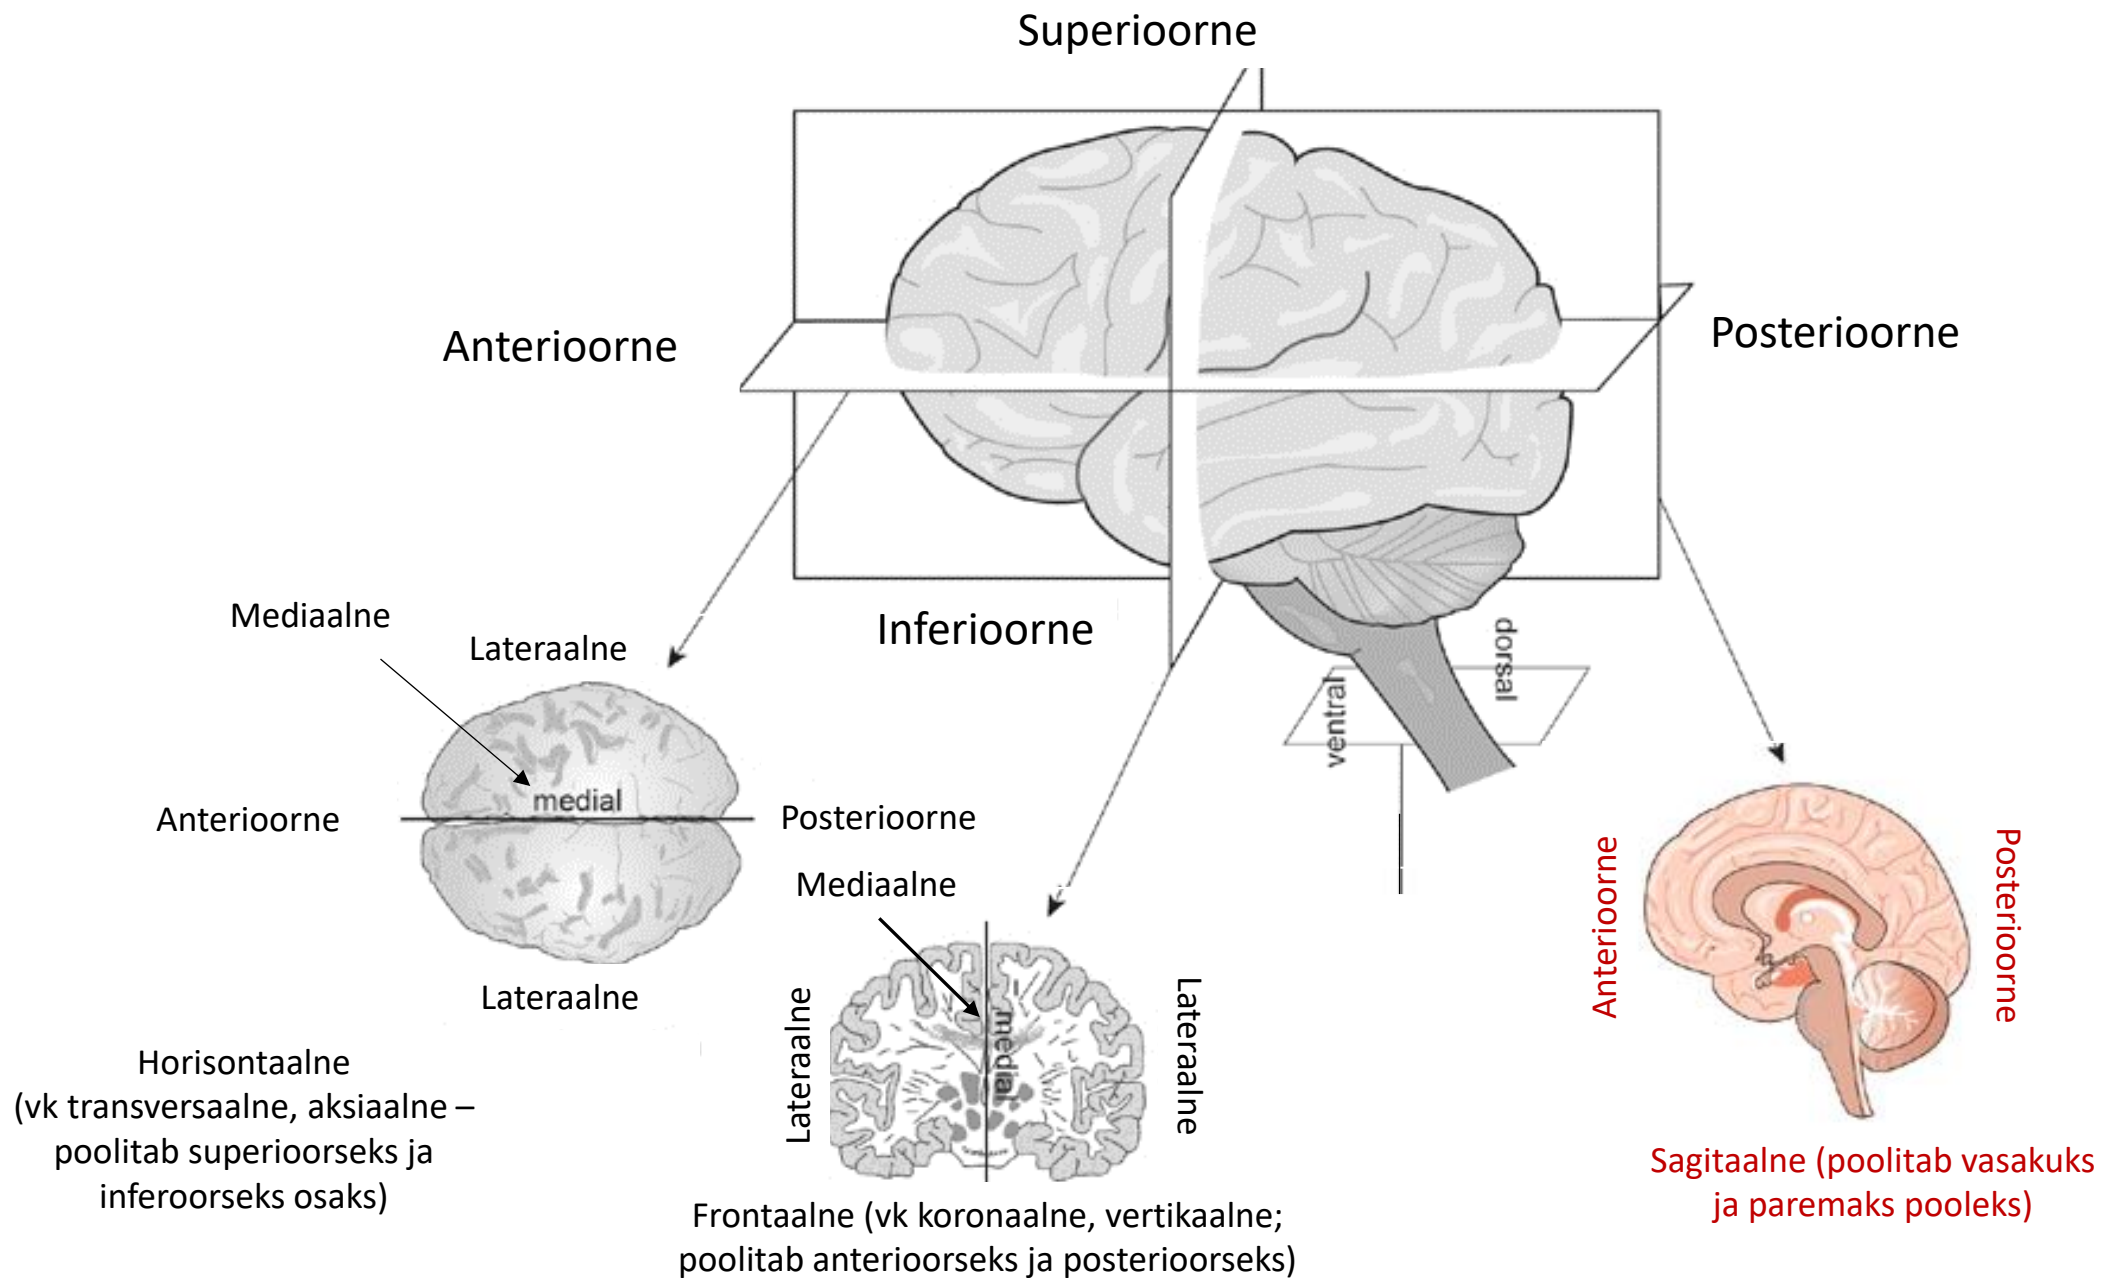 Superioorne
Anterioorne
Posterioorne
Inferioorne
dorsal
ventral
Mediaalne
Lateraalne
medial
Anterioorne
Posterioorne
Lateraalne
Horisontaalne
(vk transversaalne, aksiaalne –
poolitab superioorseks ja
inferoorseks osaks)
Mediaalne
Lateraalne
medial
Lateraalne
Frontaalne (vk koronaalne, vertikaalne;
poolitab anterioorseks ja posterioorseks)
Anterioorne
Posterioorne
Sagitaalne (poolitab vasakuks
ja paremaks pooleks)